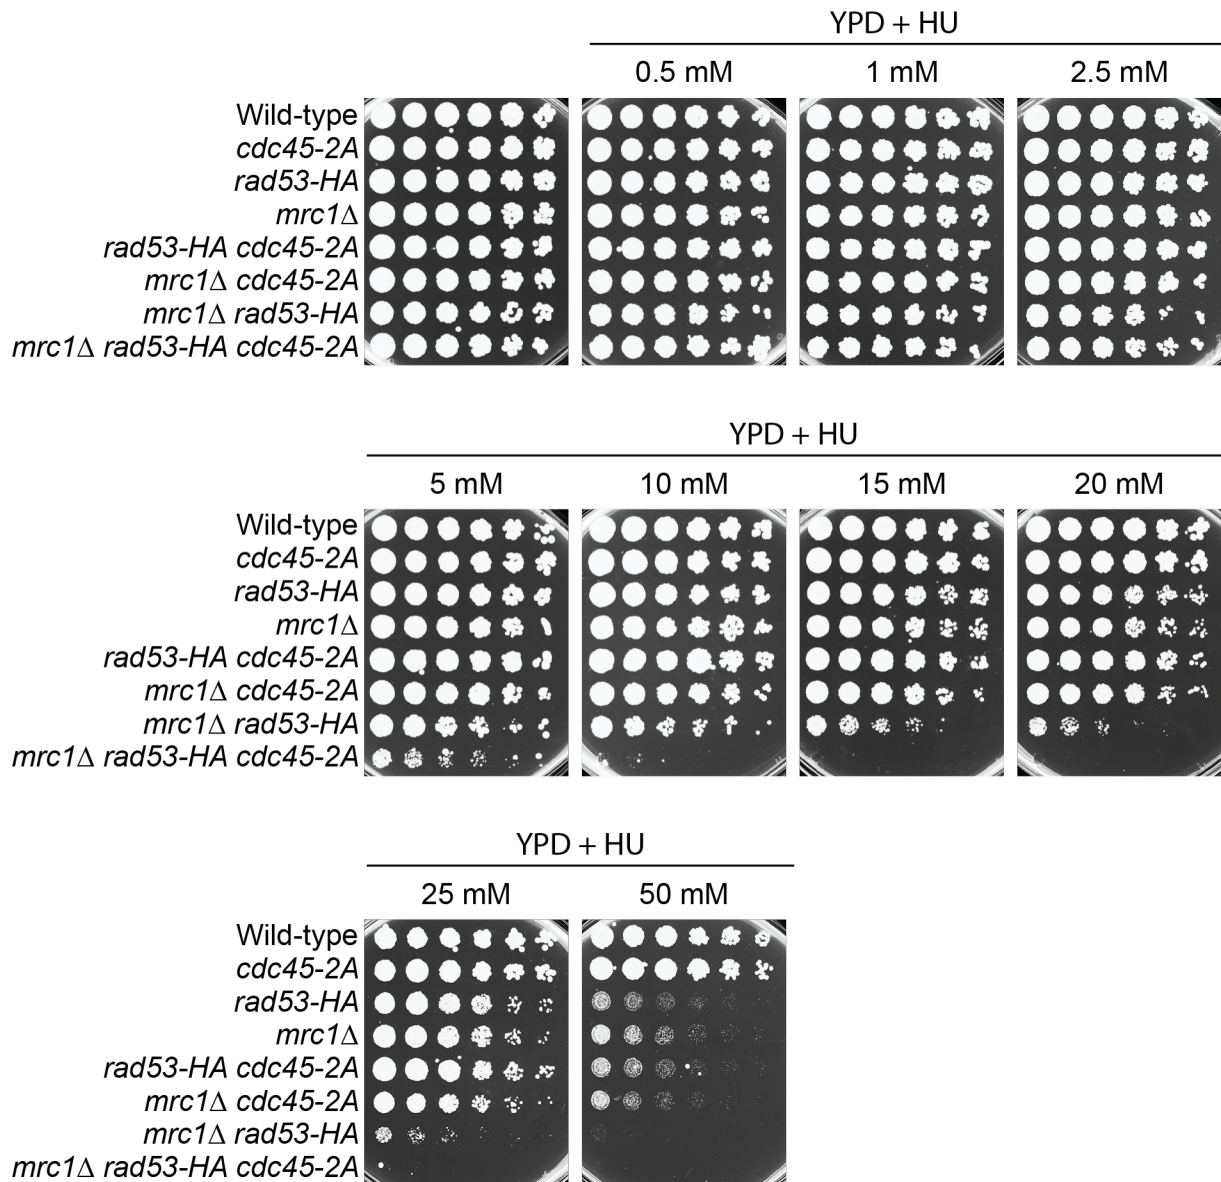 YPD + HU
0.5 mM 1 mM 2.5 mM
Wild-type
cdc45-2A
rad53-HA
mrc1Δ
rad53-HA cdc45-2A
mrc1Δ cdc45-2A
mrc1Δ rad53-HA
mrc1Δ rad53-HA cdc45-2A
YPD + HU
5 mM 10 mM 15 mM 20 mM
Wild-type
cdc45-2A
rad53-HA
mrc1Δ
rad53-HA cdc45-2A
mrc1Δ cdc45-2A
mrc1Δ rad53-HA
mrc1Δ rad53-HA cdc45-2A
YPD + HU
25 mM 50 mM
Wild-type
cdc45-2A
rad53-HA
mrc1Δ
rad53-HA cdc45-2A
mrc1Δ cdc45-2A
mrc1Δ rad53-HA
mrc1Δ rad53-HA cdc45-2A